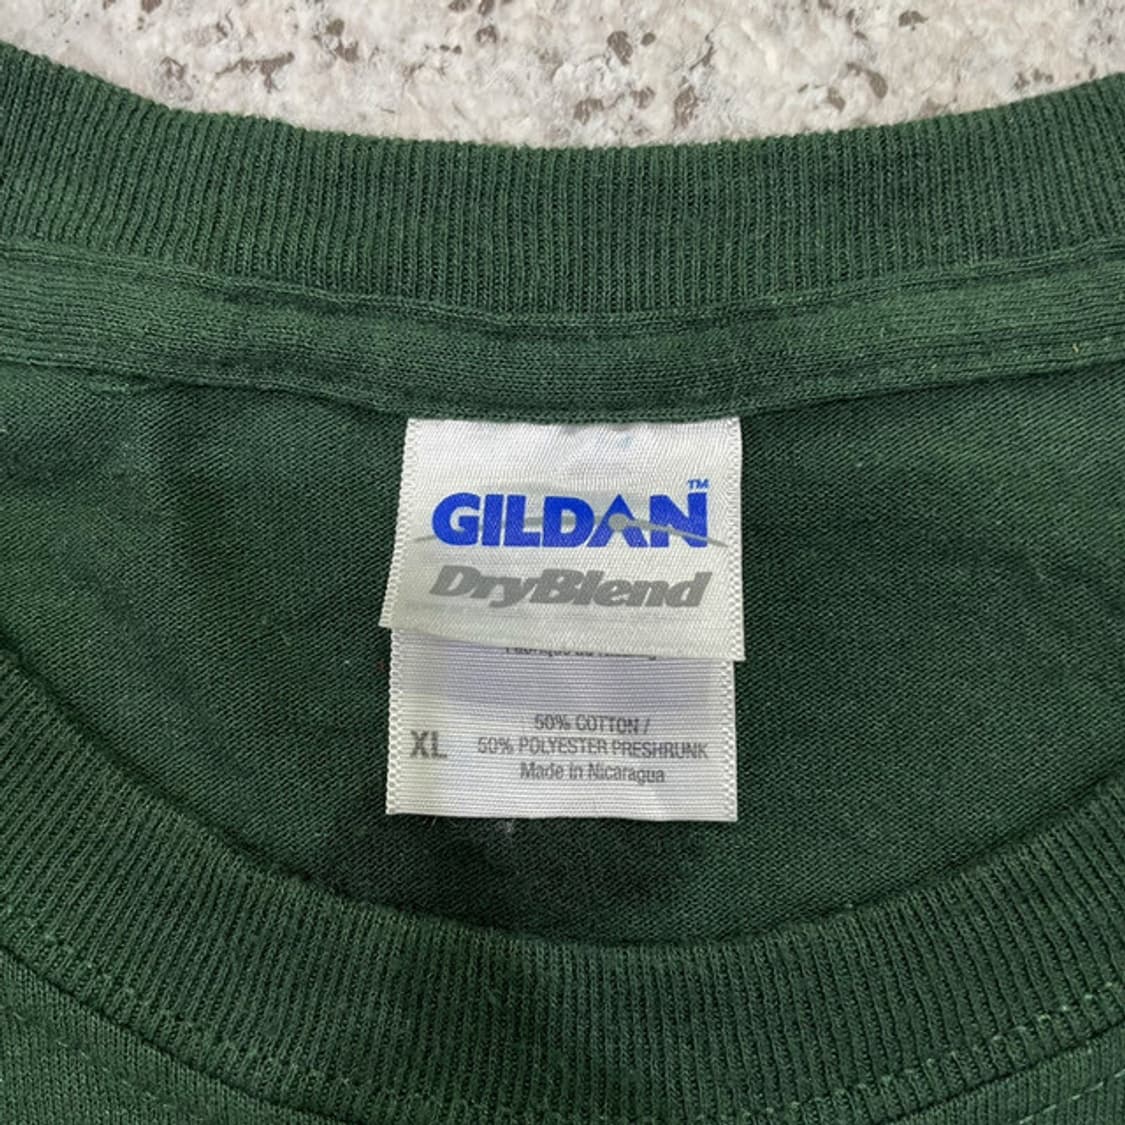 GILDAN™
DryBlend
XL
50% COTTON /
50% POLYESTER PRESHRUNK
Made in Nicaragua